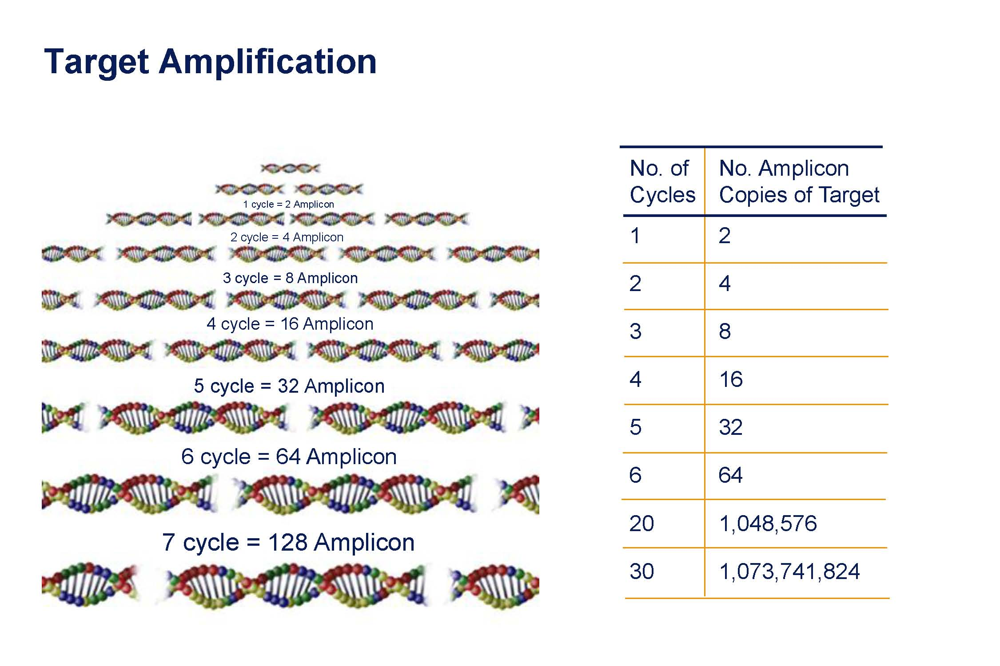 Target Amplification
1 cycle = 2 Amplicon
2 cycle = 4 Amplicon
3 cycle = 8 Amplicon
4 cycle = 16 Amplicon
5 cycle = 32 Amplicon
6 cycle = 64 Amplicon
7 cycle = 128 Amplicon
No. of Cycles No. Amplicon Copies of Target
1 2
2 4
3 8
4 16
5 32
6 64
20 1,048,576
30 1,073,741,824